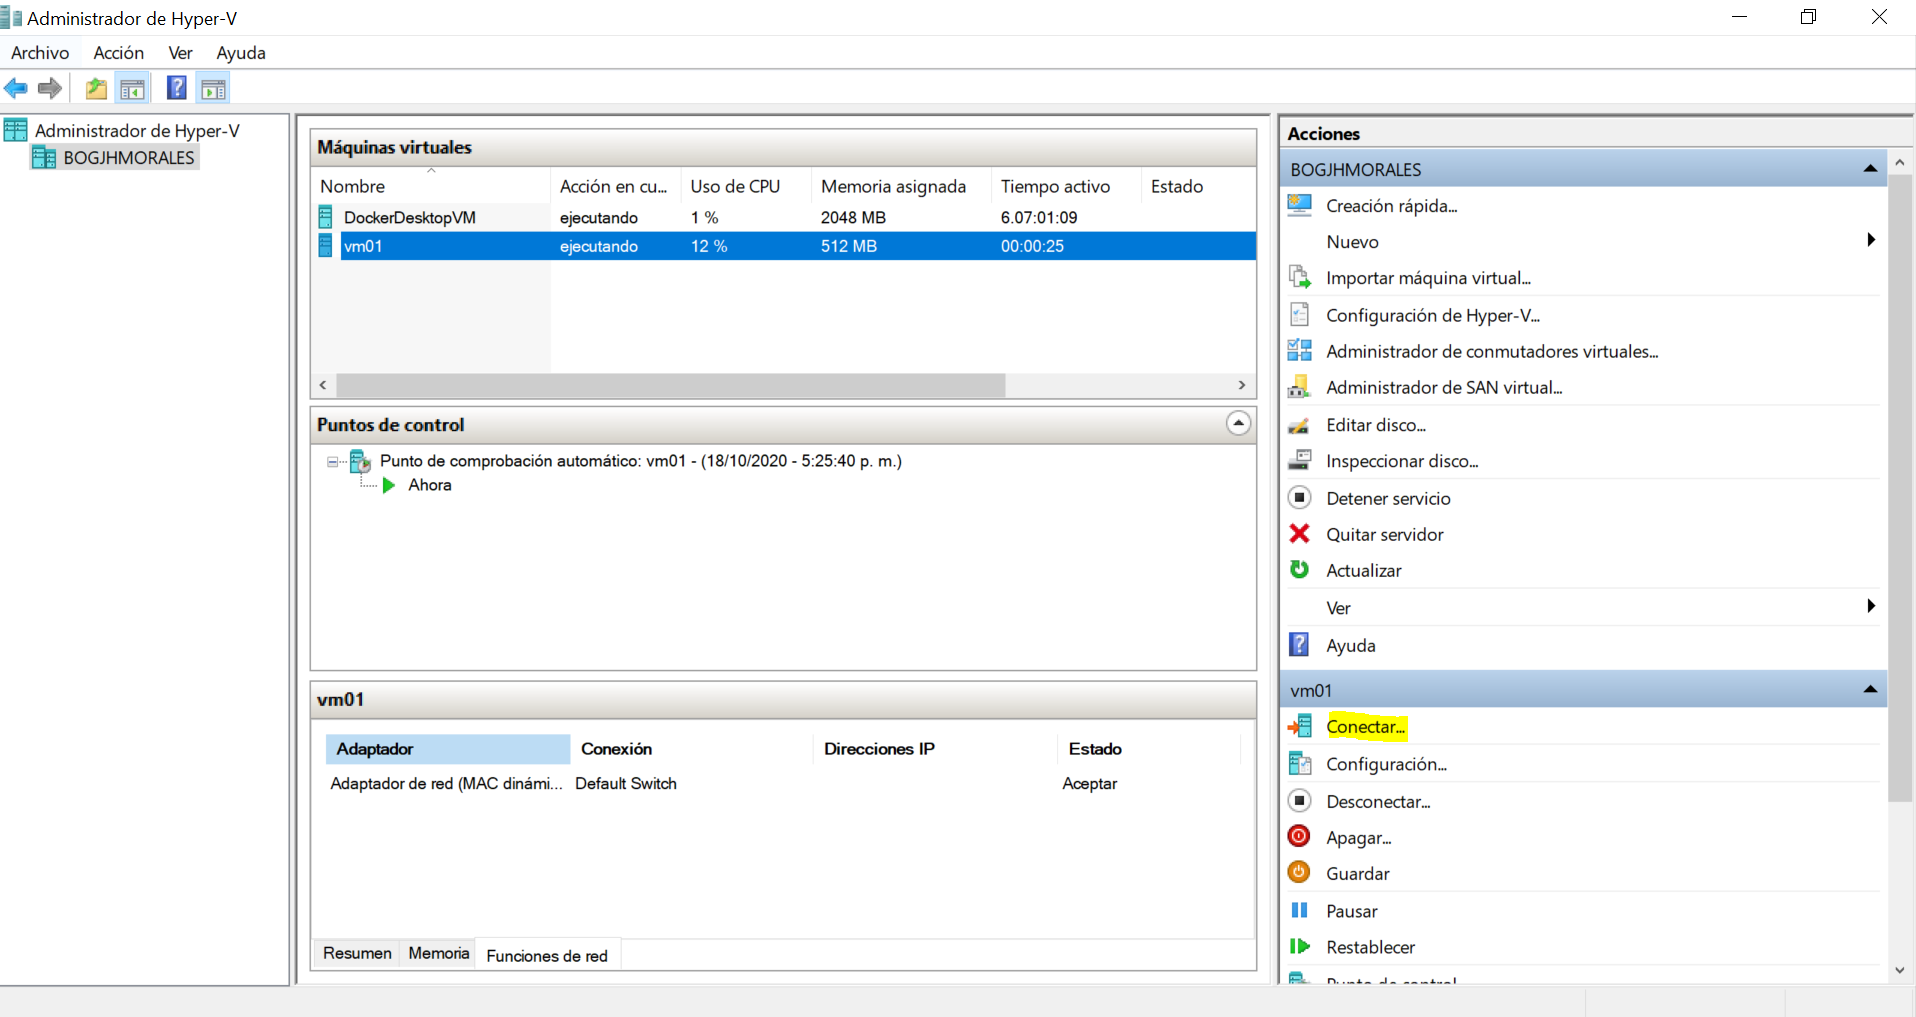 Administrador de Hyper-V
Archivo Acción Ver Ayuda
Administrador de Hyper-V
BOGJHMORALES
Máquinas virtuales
Nombre Acción en cu... Uso de CPU Memoria asignada Tiempo activo Estado
DockerDesktopVM ejecutando 1 % 2048 MB 6.07:01:09
vm01 ejecutando 12 % 512 MB 00:00:25
Puntos de control
Punto de comprobación automático: vm01 - (18/10/2020 - 5:25:40 p. m.)
Ahora
vm01
Adaptador Conexión Direcciones IP Estado
Adaptador de red (MAC dinámi... Default Switch Aceptar
Resumen Memoria Funciones de red
Acciones
BOGJHMORALES
Creación rápida...
Nuevo
Importar máquina virtual...
Configuración de Hyper-V...
Administrador de conmutadores virtuales...
Administrador de SAN virtual...
Editar disco...
Inspeccionar disco...
Detener servicio
Quitar servidor
Actualizar
Ver
Ayuda
vm01
Conectar...
Configuración...
Desconectar...
Apagar...
Guardar
Pausar
Restablecer
Punto de control